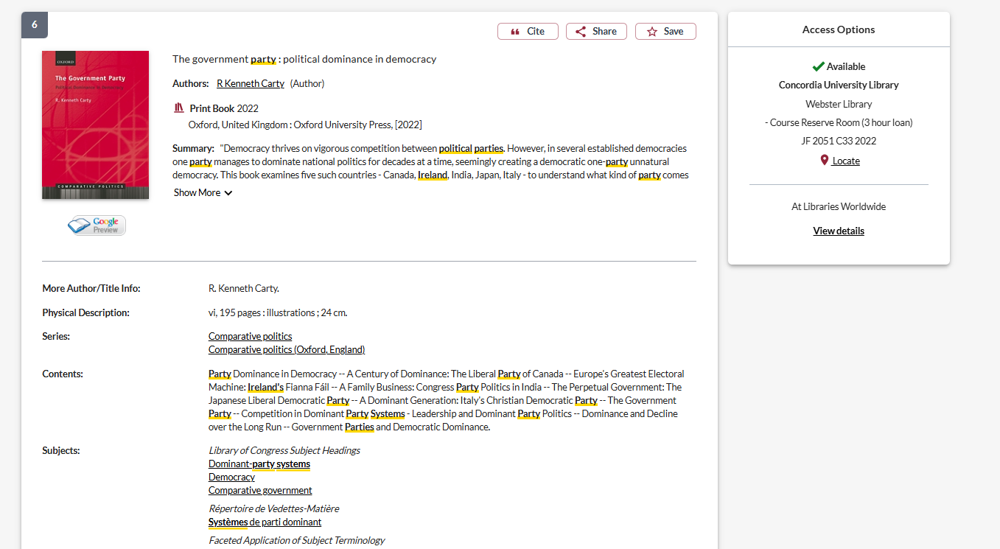 6
Cite
Share
Save
OXFORD
The Government Party
Political Dominance in Democracy
R. Kenneth Carty
COMPARATIVE POLITICS
Google
Preview
The government party : political dominance in democracy
Authors: R Kenneth Carty (Author)
Print Book 2022
Oxford, United Kingdom : Oxford University Press, [2022]
Summary: "Democracy thrives on vigorous competition between political parties. However, in several established democracies
one party manages to dominate national politics for decades at a time, seemingly creating a democratic one-party unnatural
democracy. This book examines five such countries - Canada, Ireland, India, Japan, Italy - to understand what kind of party comes
Show More
More Author/Title Info: R. Kenneth Carty.
Physical Description: vi, 195 pages : illustrations ; 24 cm.
Series: Comparative politics
Comparative politics (Oxford, England)
Contents: Party Dominance in Democracy -- A Century of Dominance: The Liberal Party of Canada -- Europe's Greatest Electoral
Machine: Ireland's Fianna Fáil -- A Family Business: Congress Party Politics in India -- The Perpetual Government: The
Japanese Liberal Democratic Party -- A Dominant Generation: Italy's Christian Democratic Party -- The Government
Party -- Competition in Dominant Party Systems - Leadership and Dominant Party Politics -- Dominance and Decline
over the Long Run -- Government Parties and Democratic Dominance.
Subjects: Library of Congress Subject Headings
Dominant-party systems
Democracy
Comparative government
Répertoire de Vedettes-Matière
Systèmes de parti dominant
Faceted Application of Subject Terminology
Access Options
Available
Concordia University Library
Webster Library
- Course Reserve Room (3 hour loan)
JF 2051 C33 2022
Locate
At Libraries Worldwide
View details